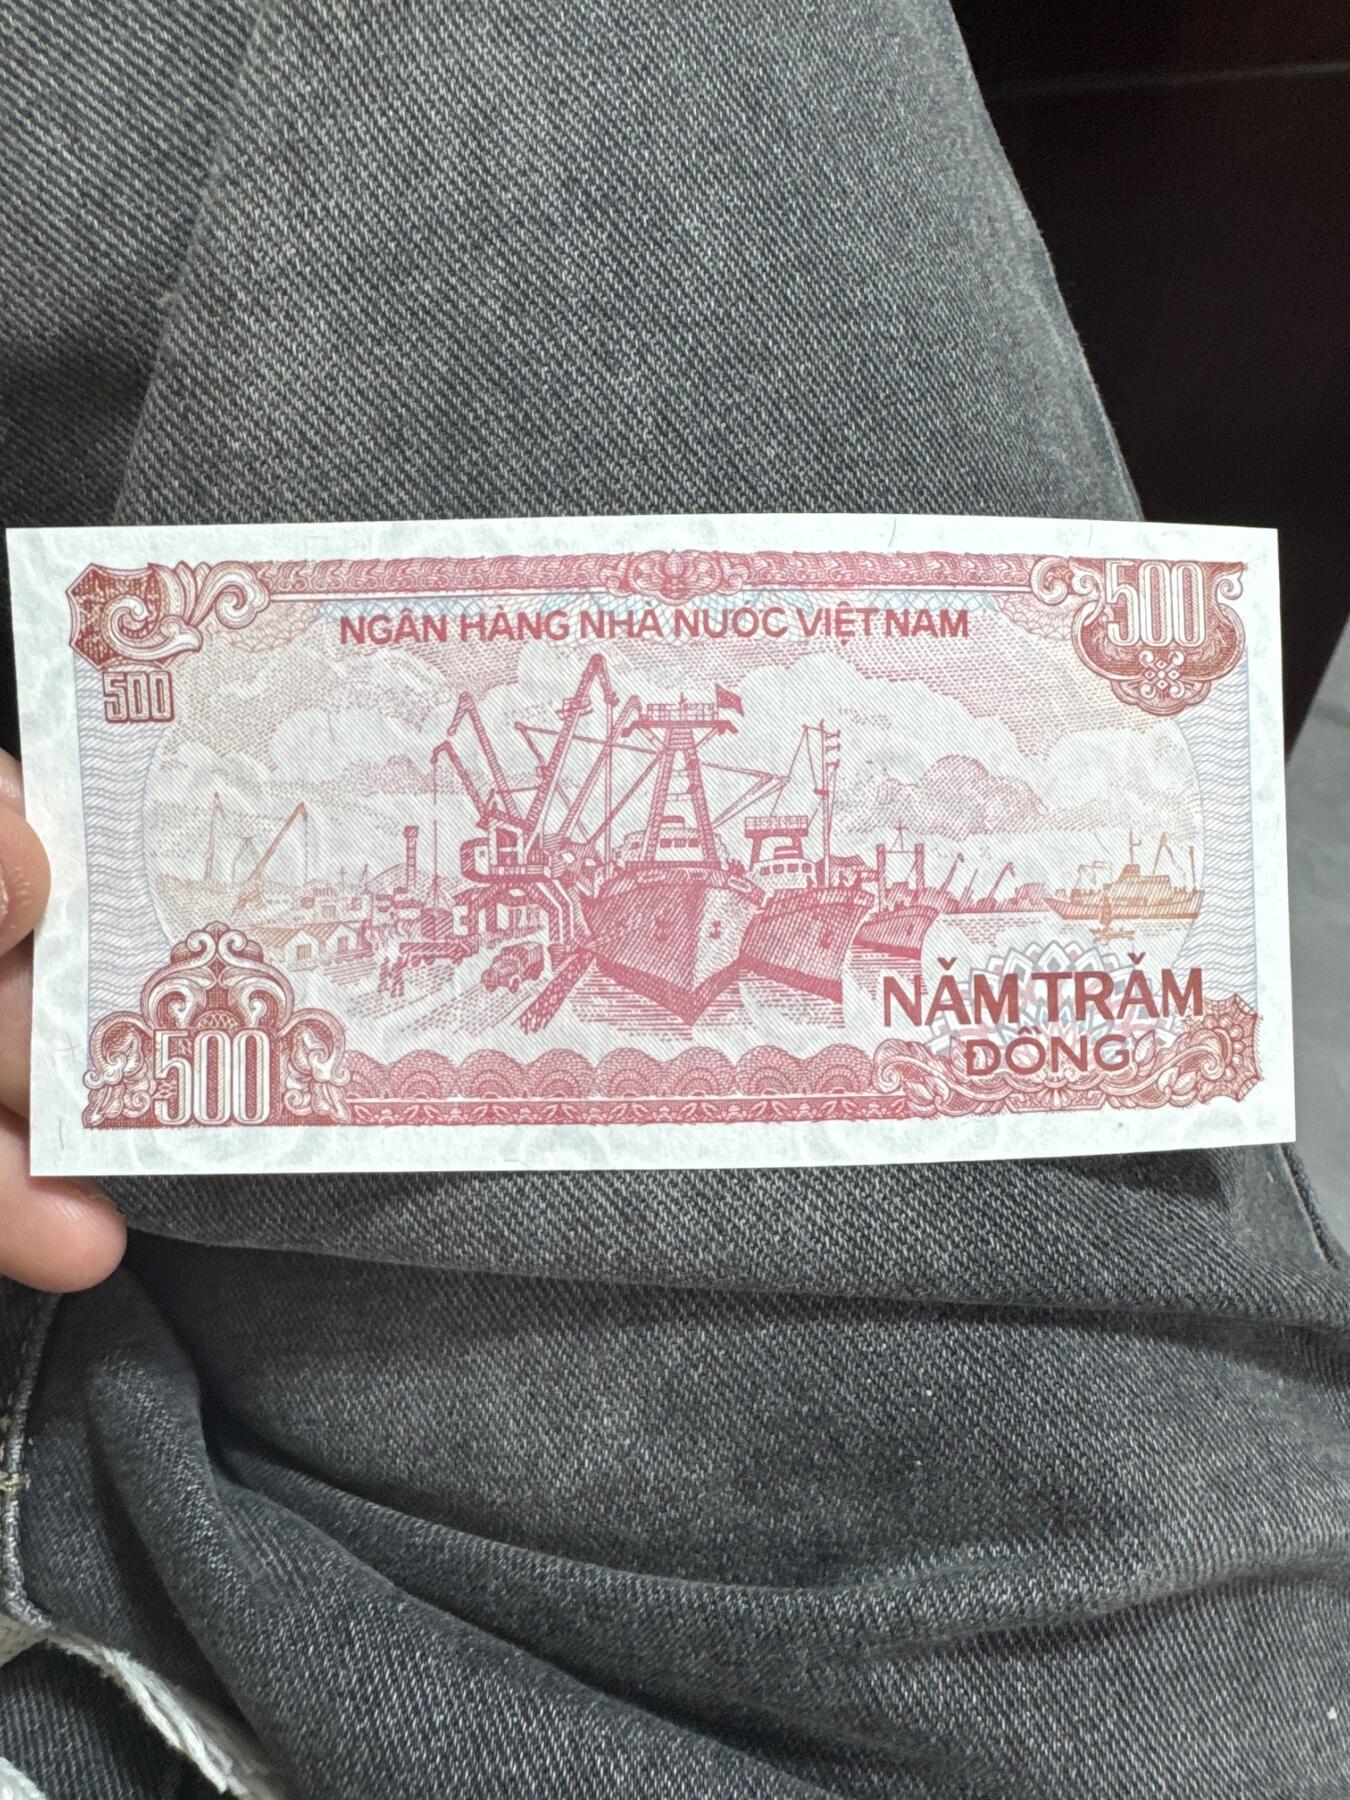 NGÂN HÀNG NHÀ NƯỚC VIỆT NAM
500
500
500
NĂM TRĂM
ĐỒNG